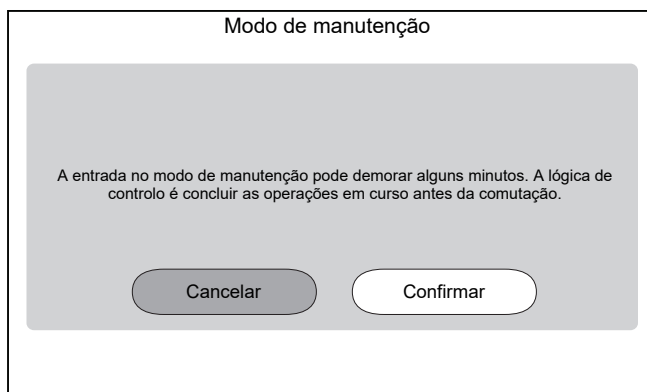 Modo de manutenção
A entrada no modo de manutenção pode demorar alguns minutos. A lógica de
controlo é concluir as operações em curso antes da comutação.
Cancelar
Confirmar